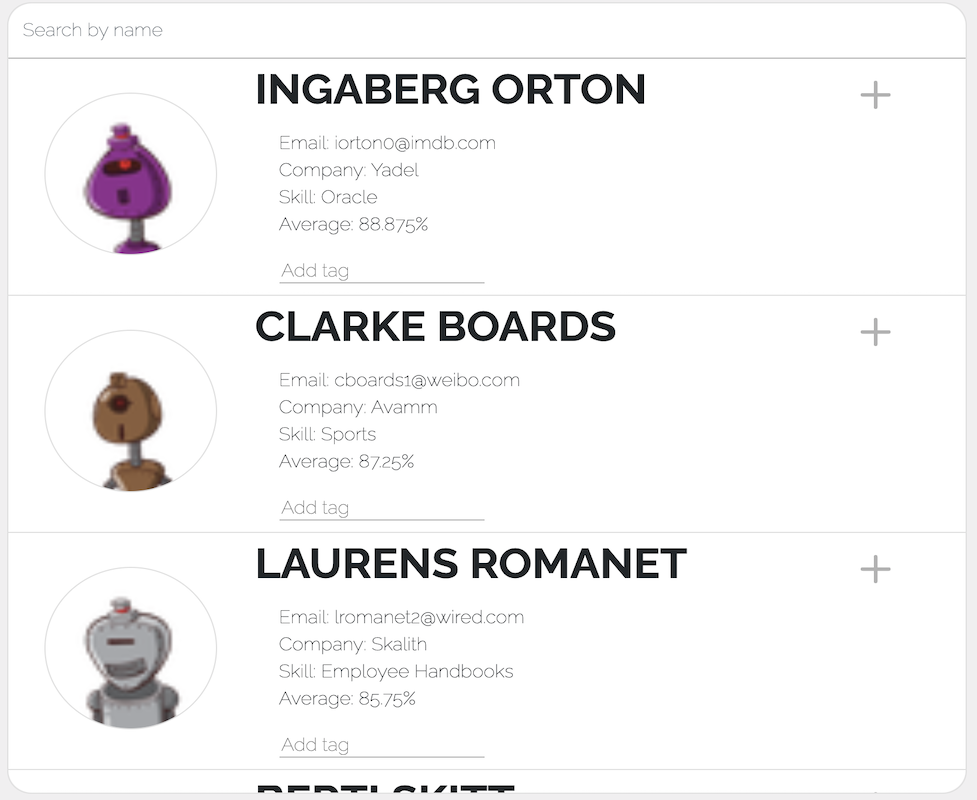 Search by name
INGABERG ORTON
Email: iorton0@imdb.com
Company: Yadel
Skill: Oracle
Average: 88.875%
Add tag
CLARKE BOARDS
Email: cboards1@weibo.com
Company: Avamm
Skill: Sports
Average: 87.25%
Add tag
LAURENS ROMANET
Email: lromanet2@wired.com
Company: Skalith
Skill: Employee Handbooks
Average: 85.75%
Add tag